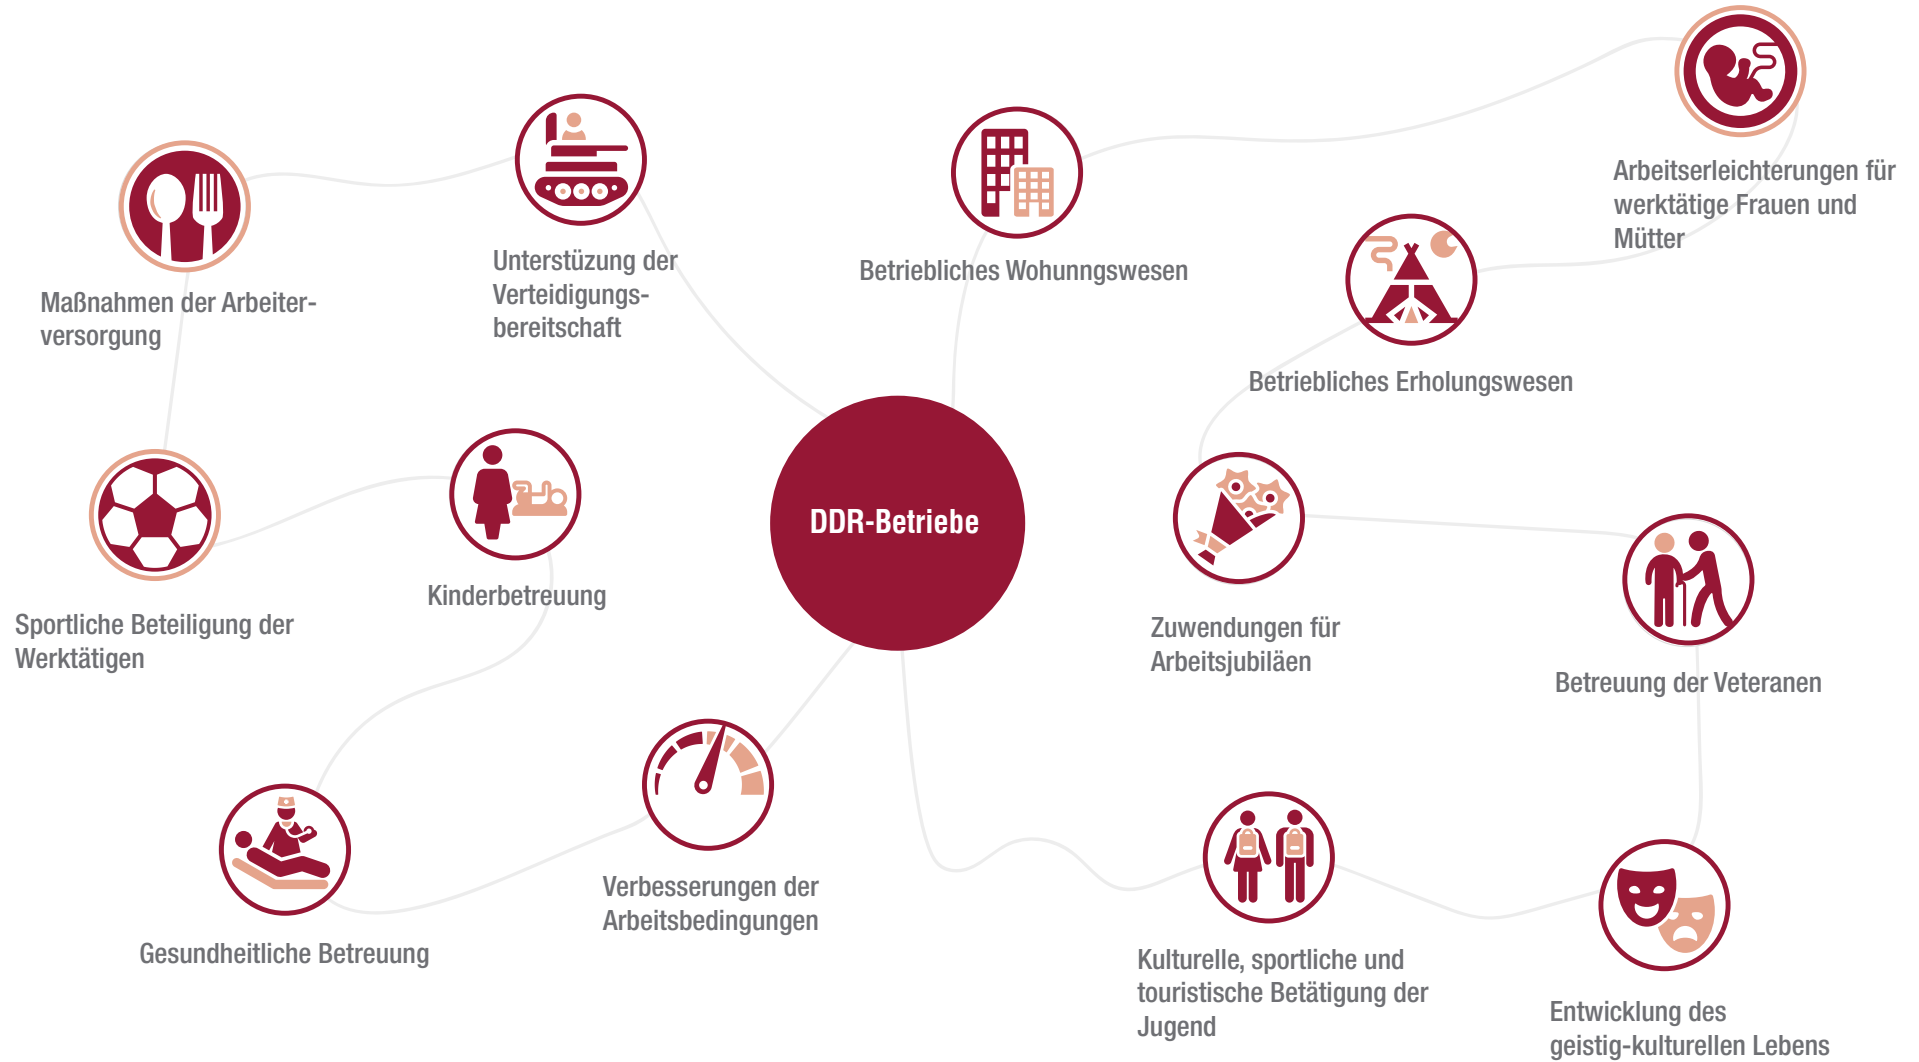 Arbeitserleichterungen für
werktätige Frauen und
Mütter
Unterstüzung der
Verteidigungs-
bereitschaft
Betriebliches Wohunngswesen
Maßnahmen der Arbeiter-
versorgung
Betriebliches Erholungswesen
DDR-Betriebe
Kinderbetreuung
Sportliche Beteiligung der
Werktätigen
Zuwendungen für
Arbeitsjubiläen
Betreuung der Veteranen
Verbesserungen der
Arbeitsbedingungen
Gesundheitliche Betreuung
Kulturelle, sportliche und
touristische Betätigung der
Jugend
Entwicklung des
geistig-kulturellen Lebens